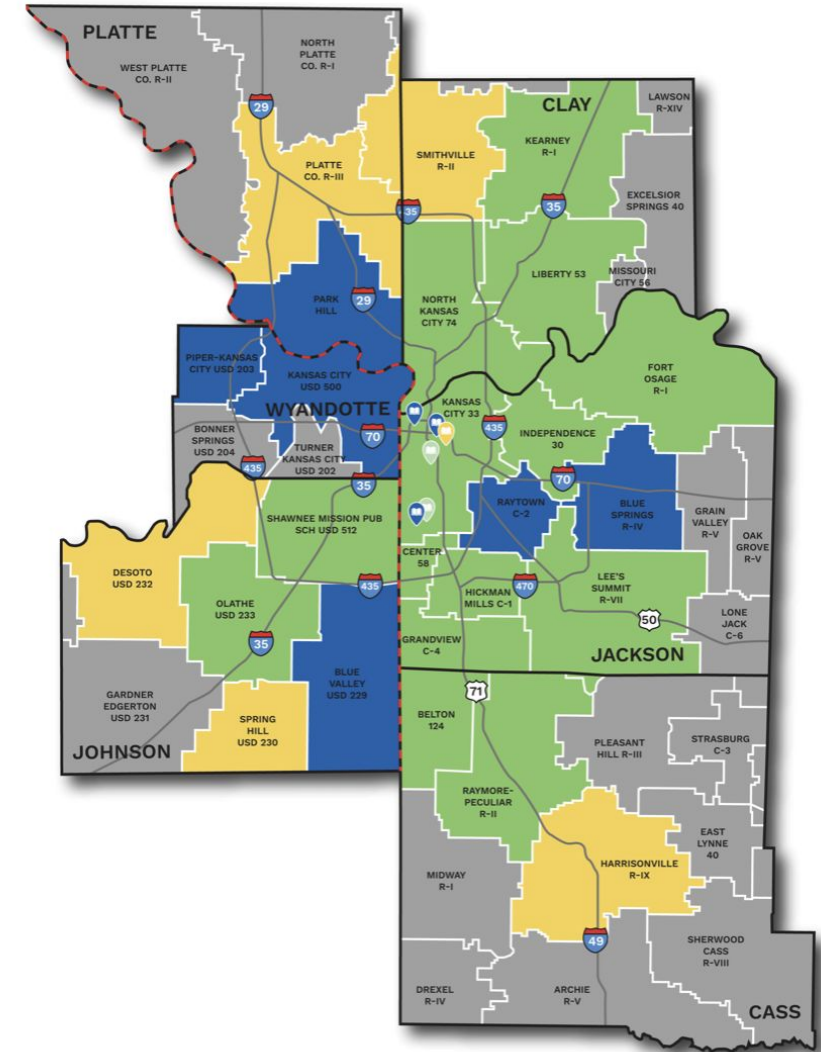 PLATTE
WEST PLATTE
CO. R-II
NORTH
PLATTE
CO. R-I
29
PLATTE
CO. R-III
SMITHVILLE
R-II
CLAY
KEARNEY
R-I
LAWSON
R-XIV
EXCELSIOR
SPRINGS 40
435
35
LIBERTY 53
MISSOURI
CITY 56
PARK
HILL
29
NORTH
KANSAS
CITY 74
PIPER-KANSAS
CITY USD 203
KANSAS CITY
USD 500
WYANDOTTE
BONNER
SPRINGS
USD 204
TURNER
KANSAS CITY
USD 202
70
435
35
KANSAS
CITY 33
435
INDEPENDENCE
30
FORT
OSAGE
R-I
70
RAYTOWN
C-2
BLUE
SPRINGS
R-IV
GRAIN
VALLEY
R-V
OAK
GROVE
R-V
SHAWNEE MISSION PUB
SCH USD 512
CENTER
58
DESOTO
USD 232
OLATHE
USD 233
435
35
HICKMAN
MILLS C-1
470
LEE'S
SUMMIT
R-VII
50
LONE
JACK
C-6
GRANDVIEW
C-4
JACKSON
GARDNER
EDGERTON
USD 231
JOHNSON
SPRING
HILL
USD 230
BLUE
VALLEY
USD 229
71
BELTON
124
PLEASANT
HILL R-III
STRASBURG
C-3
RAYMORE-
PECULIAR
R-II
EAST
LYNNE
40
MIDWAY
R-I
HARRISONVILLE
R-IX
49
SHERWOOD
CASS
R-VIII
DREXEL
R-IV
ARCHIE
R-V
CASS